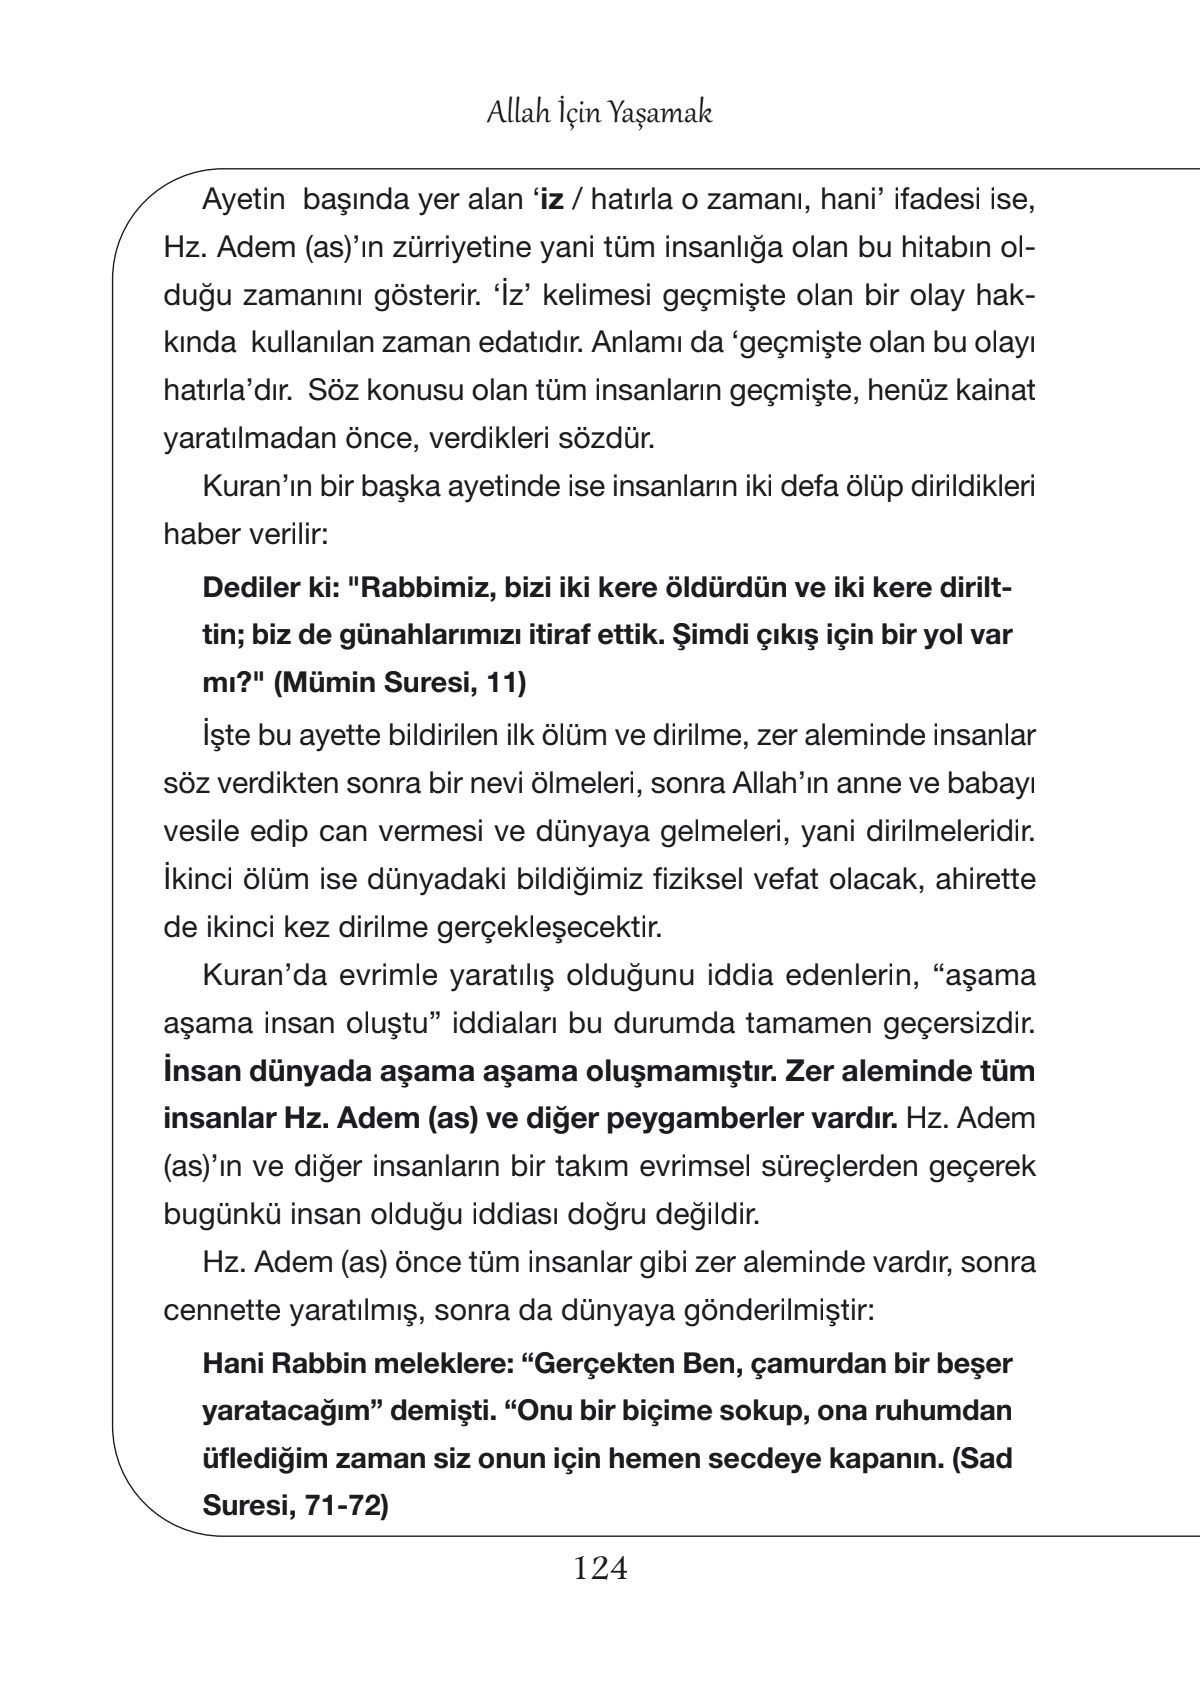 Allah İçin Yaşamak
Ayetin  başında yer alan ‘iz / hatırla o zamanı, hani’ ifadesi ise,
Hz. Adem (as)’ın zürriyetine yani tüm insanlığa olan bu hitabın ol-
duğu zamanını gösterir. ‘İz’ kelimesi geçmişte olan bir olay hak-
kında  kullanılan zaman edatıdır. Anlamı da ‘geçmişte olan bu olayı
hatırla’dır.  Söz konusu olan tüm insanların geçmişte, henüz kainat
yaratılmadan önce, verdikleri sözdür.
Kuran’ın bir başka ayetinde ise insanların iki defa ölüp dirildikleri
haber verilir:
Dediler ki: "Rabbimiz, bizi iki kere öldürdün ve iki kere dirilt-
tin; biz de günahlarımızı itiraf ettik. Şimdi çıkış için bir yol var
mı?" (Mümin Suresi, 11)
İşte bu ayette bildirilen ilk ölüm ve dirilme, zer aleminde insanlar
söz verdikten sonra bir nevi ölmeleri, sonra Allah’ın anne ve babayı
vesile edip can vermesi ve dünyaya gelmeleri, yani dirilmeleridir.
İkinci ölüm ise dünyadaki bildiğimiz fiziksel vefat olacak, ahirette
de ikinci kez dirilme gerçekleşecektir.
Kuran’da evrimle yaratılış olduğunu iddia edenlerin, “aşama
aşama insan oluştu” iddiaları bu durumda tamamen geçersizdir.
İnsan dünyada aşama aşama oluşmamıştır. Zer aleminde tüm
insanlar Hz. Adem (as) ve diğer peygamberler vardır. Hz. Adem
(as)’ın ve diğer insanların bir takım evrimsel süreçlerden geçerek
bugünkü insan olduğu iddiası doğru değildir.
Hz. Adem (as) önce tüm insanlar gibi zer aleminde vardır, sonra
cennette yaratılmış, sonra da dünyaya gönderilmiştir:
Hani Rabbin meleklere: “Gerçekten Ben, çamurdan bir beşer
yaratacağım” demişti. “Onu bir biçime sokup, ona ruhumdan
üflediğim zaman siz onun için hemen secdeye kapanın. (Sad
Suresi, 71-72)
124